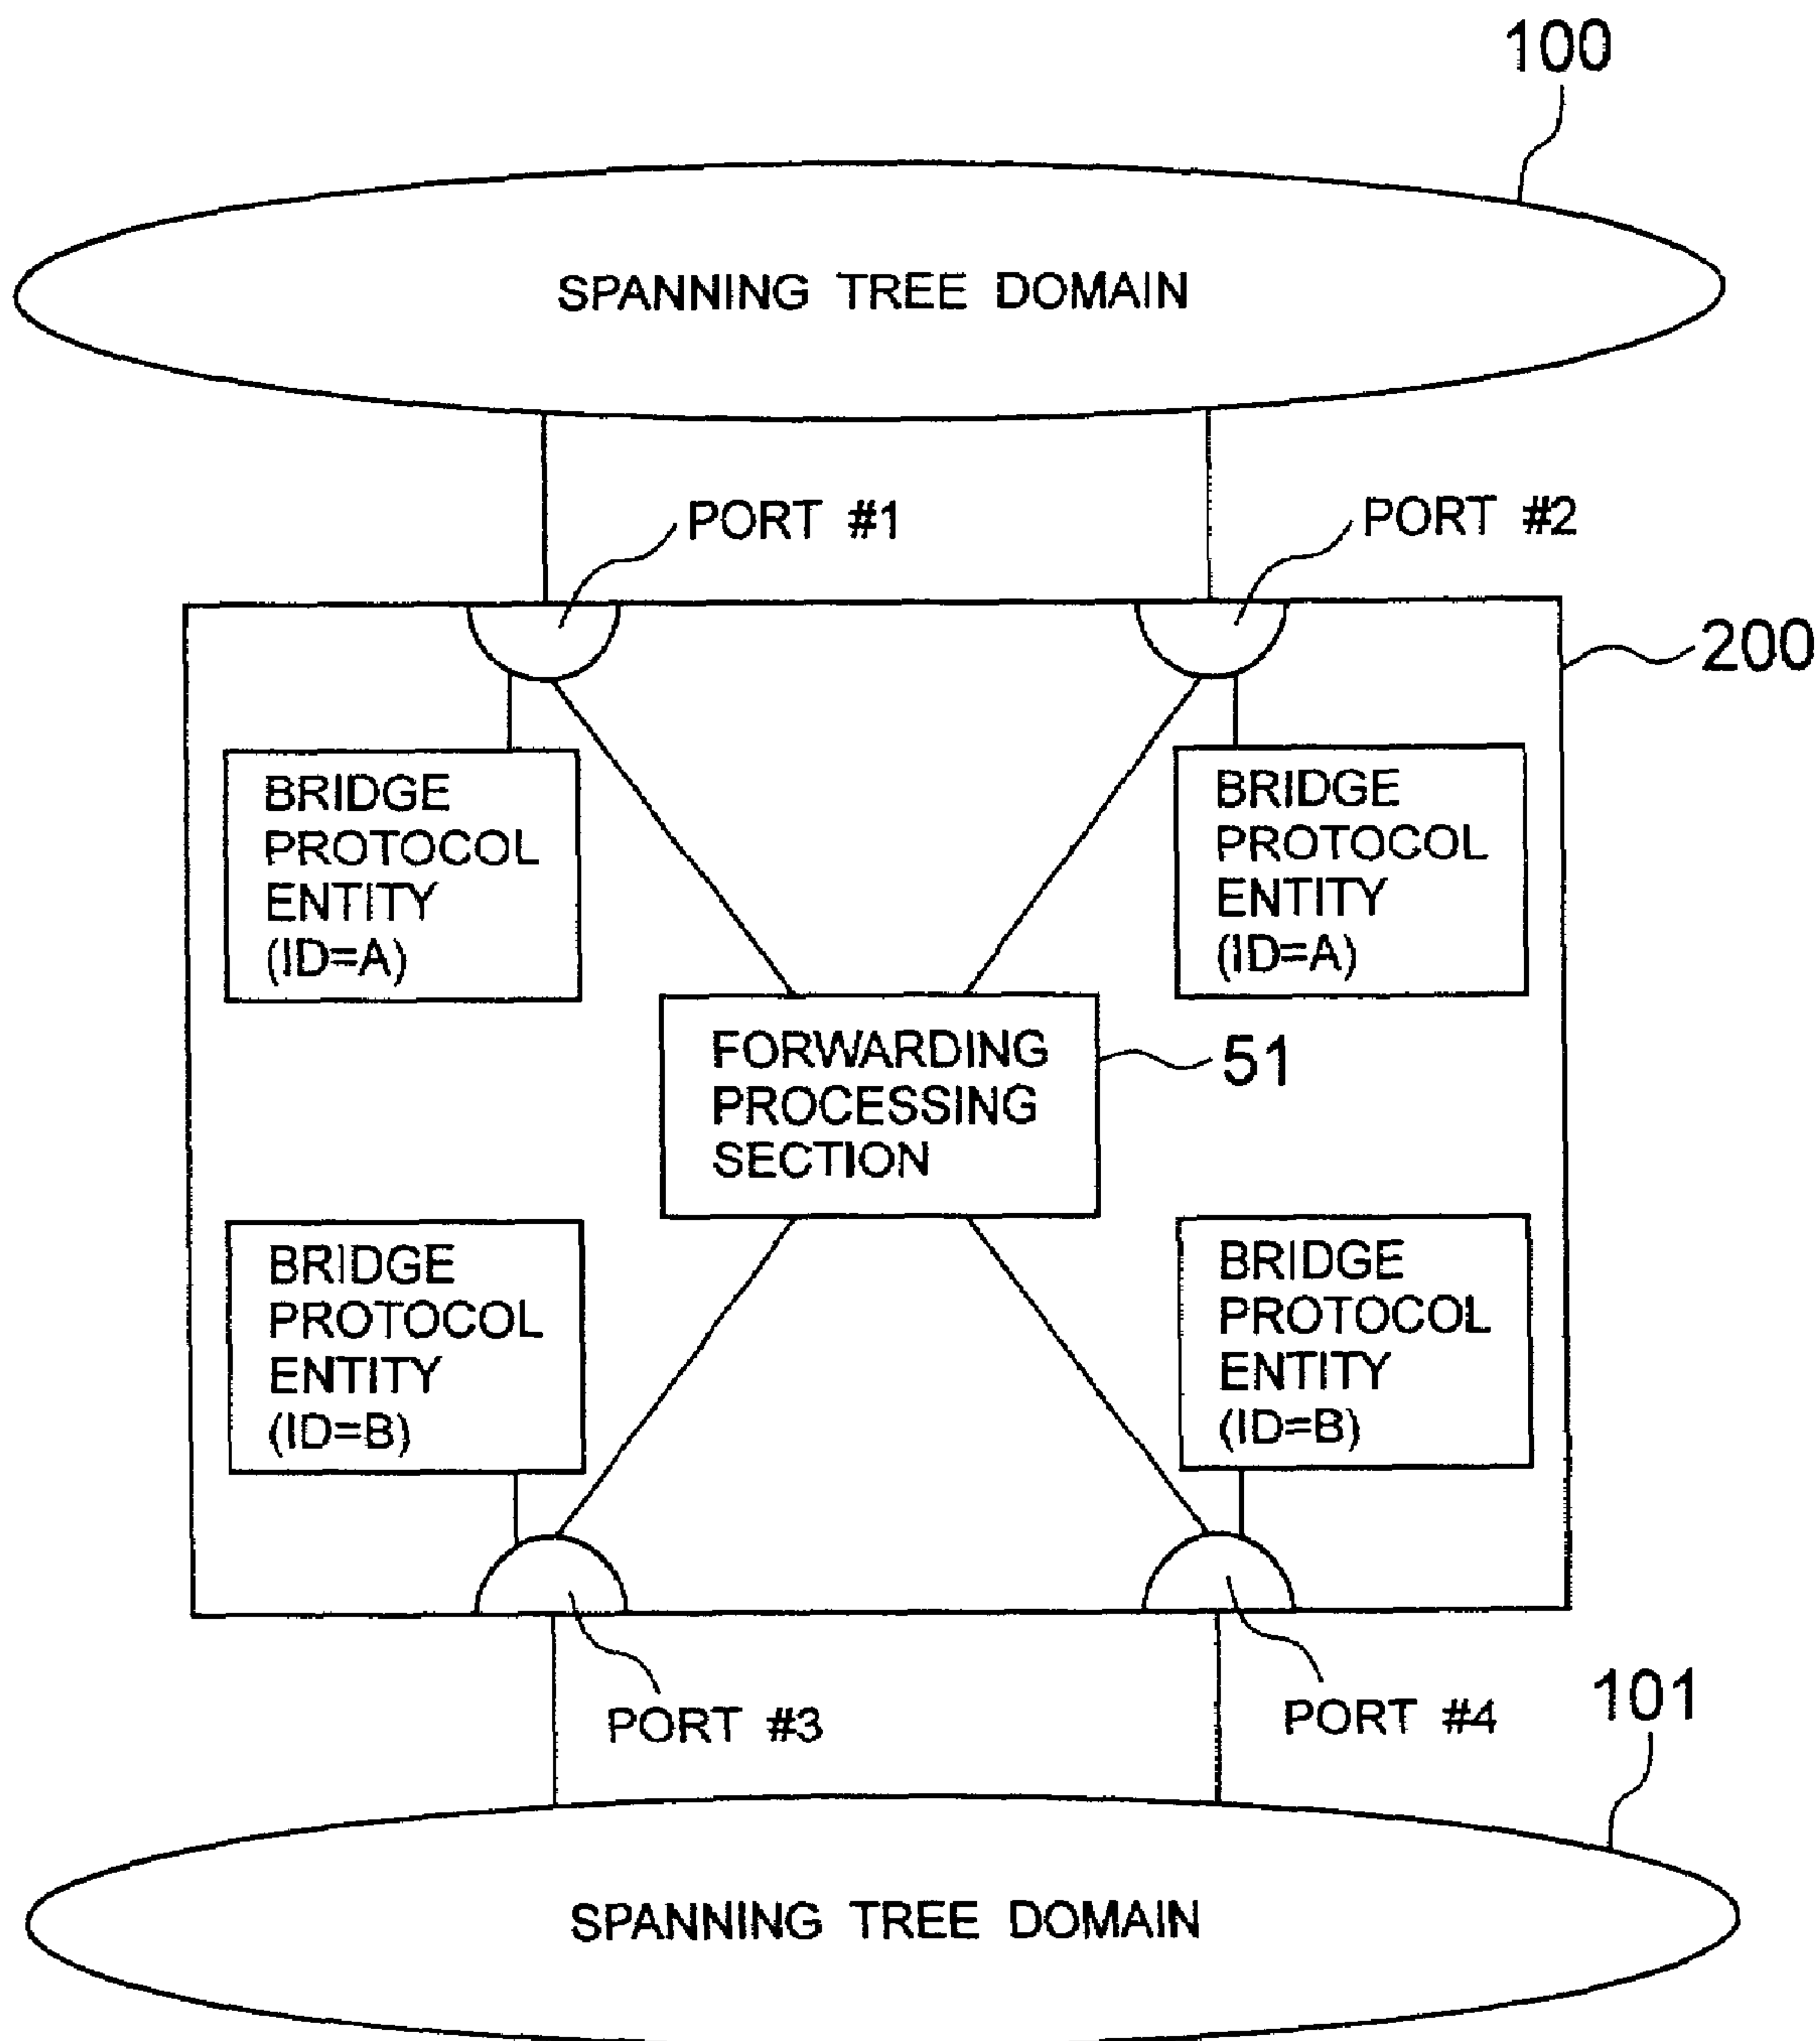 100
SPANNING TREE DOMAIN
PORT #1
PORT #2
200
BRIDGE
PROTOCOL
ENTITY
(ID=A)
BRIDGE
PROTOCOL
ENTITY
(ID=A)
FORWARDING
PROCESSING
SECTION
51
BRIDGE
PROTOCOL
ENTITY
(ID=B)
BRIDGE
PROTOCOL
ENTITY
(ID=B)
PORT #3
PORT #4
101
SPANNING TREE DOMAIN